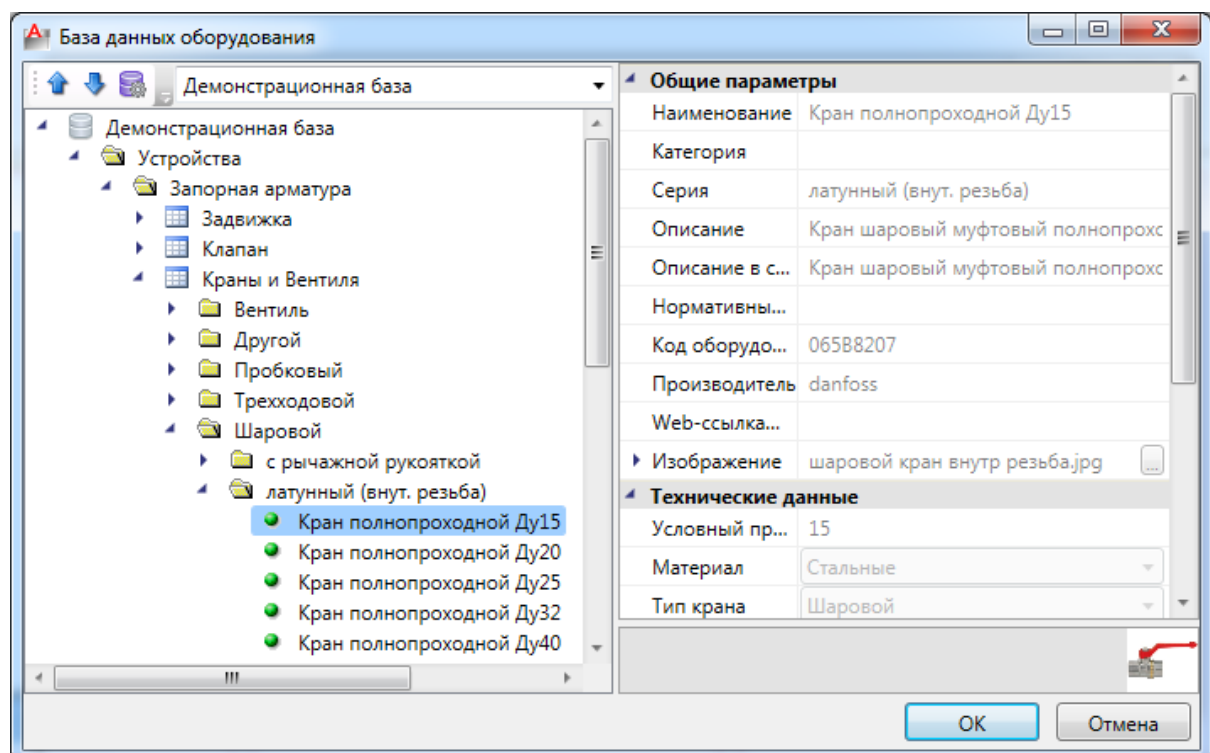 База данных оборудования
Демонстрационная база
Демонстрационная база
Устройства
Запорная арматура
Задвижка
Клапан
Краны и Вентиля
Вентиль
Другой
Пробковый
Трехходовой
Шаровой
с рычажной рукояткой
латунный (внут. резьба)
Кран полнопроходной Ду15
Кран полнопроходной Ду20
Кран полнопроходной Ду25
Кран полнопроходной Ду32
Кран полнопроходной Ду40
Общие параметры
Наименование Кран полнопроходной Ду15
Категория
Серия латунный (внут. резьба)
Описание Кран шаровый муфтовый полнопрохс
Описание в с... Кран шаровый муфтовый полнопрохс
Нормативны...
Код оборудо... 065B8207
Производитель danfoss
Web-ссылка...
Изображение шаровой кран внутр резьба.jpg ...
Технические данные
Условный пр... 15
Материал Стальные
Тип крана Шаровой
OK Отмена